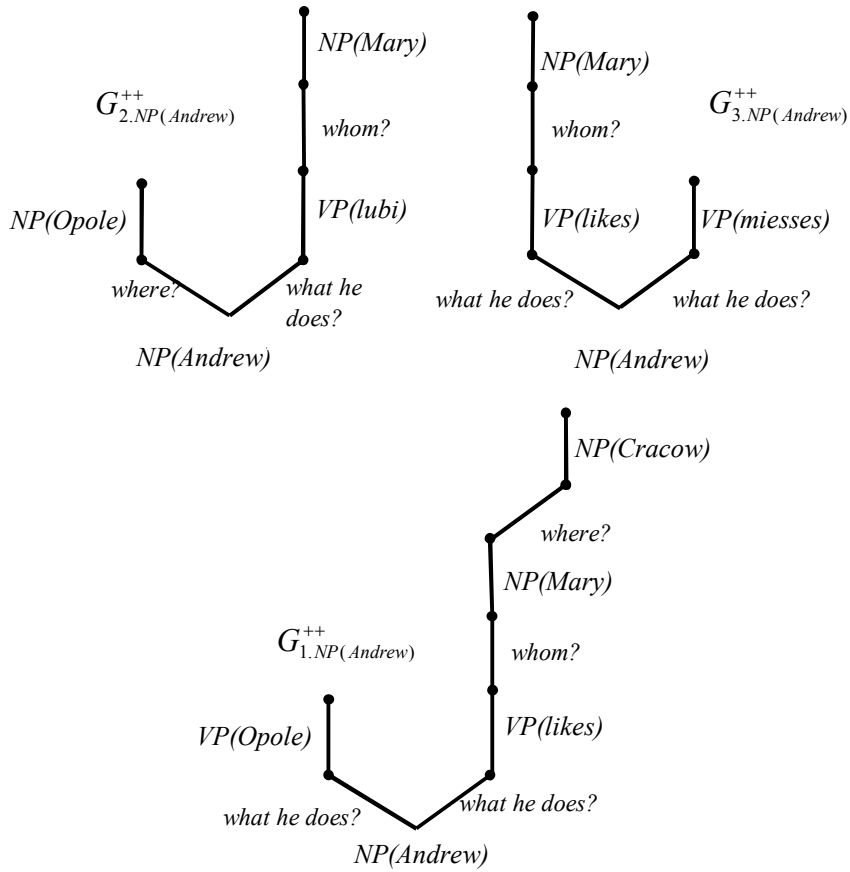 NP(Mary)
G++2.NP(Andrew)
whom?
NP(Opole)
VP(lubi)
where?
what he
does?
NP(Andrew)
NP(Mary)
G++3.NP(Andrew)
whom?
VP(likes)
VP(miesses)
what he does?
what he does?
NP(Andrew)
NP(Cracow)
where?
NP(Mary)
G++1.NP(Andrew)
whom?
VP(Opole)
VP(likes)
what he does?
what he does?
NP(Andrew)